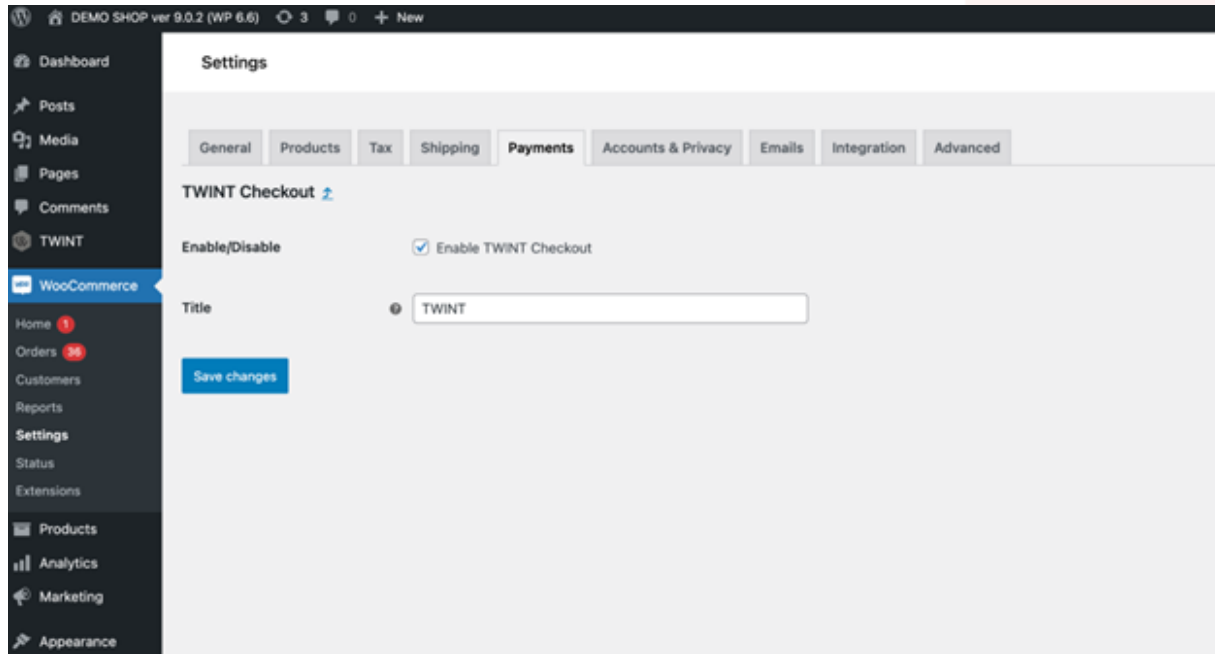 DEMO SHOP ver 9.0.2 (WP 6.6) 3 0 + New
Dashboard
Posts
Media
Pages
Comments
TWINT
WooCommerce
Home 1
Orders 36
Customers
Reports
Settings
Status
Extensions
Products
Analytics
Marketing
Appearance
Settings
General Products Tax Shipping Payments Accounts & Privacy Emails Integration Advanced
TWINT Checkout
Enable/Disable Enable TWINT Checkout
Title TWINT
Save changes